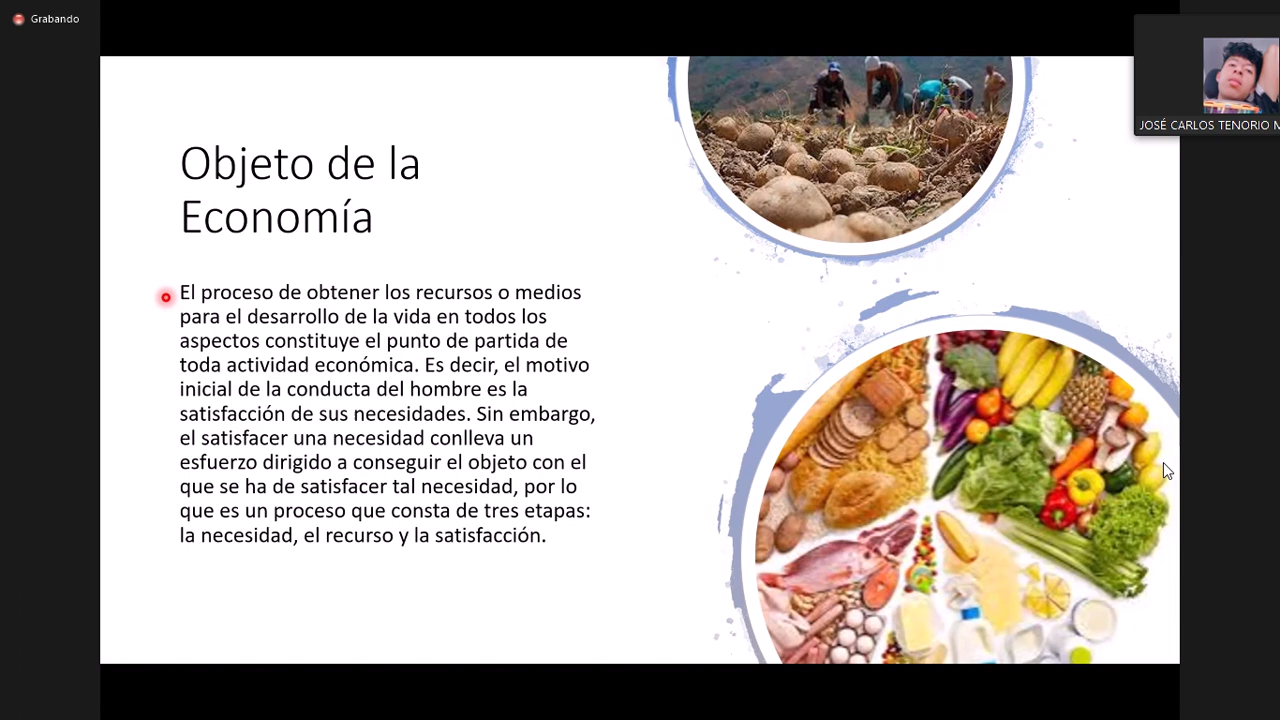 Grabando
JOSÉ CARLOS TENORIO M
Objeto de la
Economía
El proceso de obtener los recursos o medios
para el desarrollo de la vida en todos los
aspectos constituye el punto de partida de
toda actividad económica. Es decir, el motivo
inicial de la conducta del hombre es la
satisfacción de sus necesidades. Sin embargo,
el satisfacer una necesidad conlleva un
esfuerzo dirigido a conseguir el objeto con el
que se ha de satisfacer tal necesidad, por lo
que es un proceso que consta de tres etapas:
la necesidad, el recurso y la satisfacción.